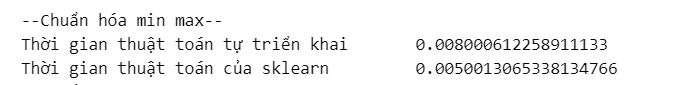 --Chuẩn hóa min max--
Thời gian thuật toán tự triển khai 0.008000612258911133
Thời gian thuật toán của sklearn 0.0050013065338134766